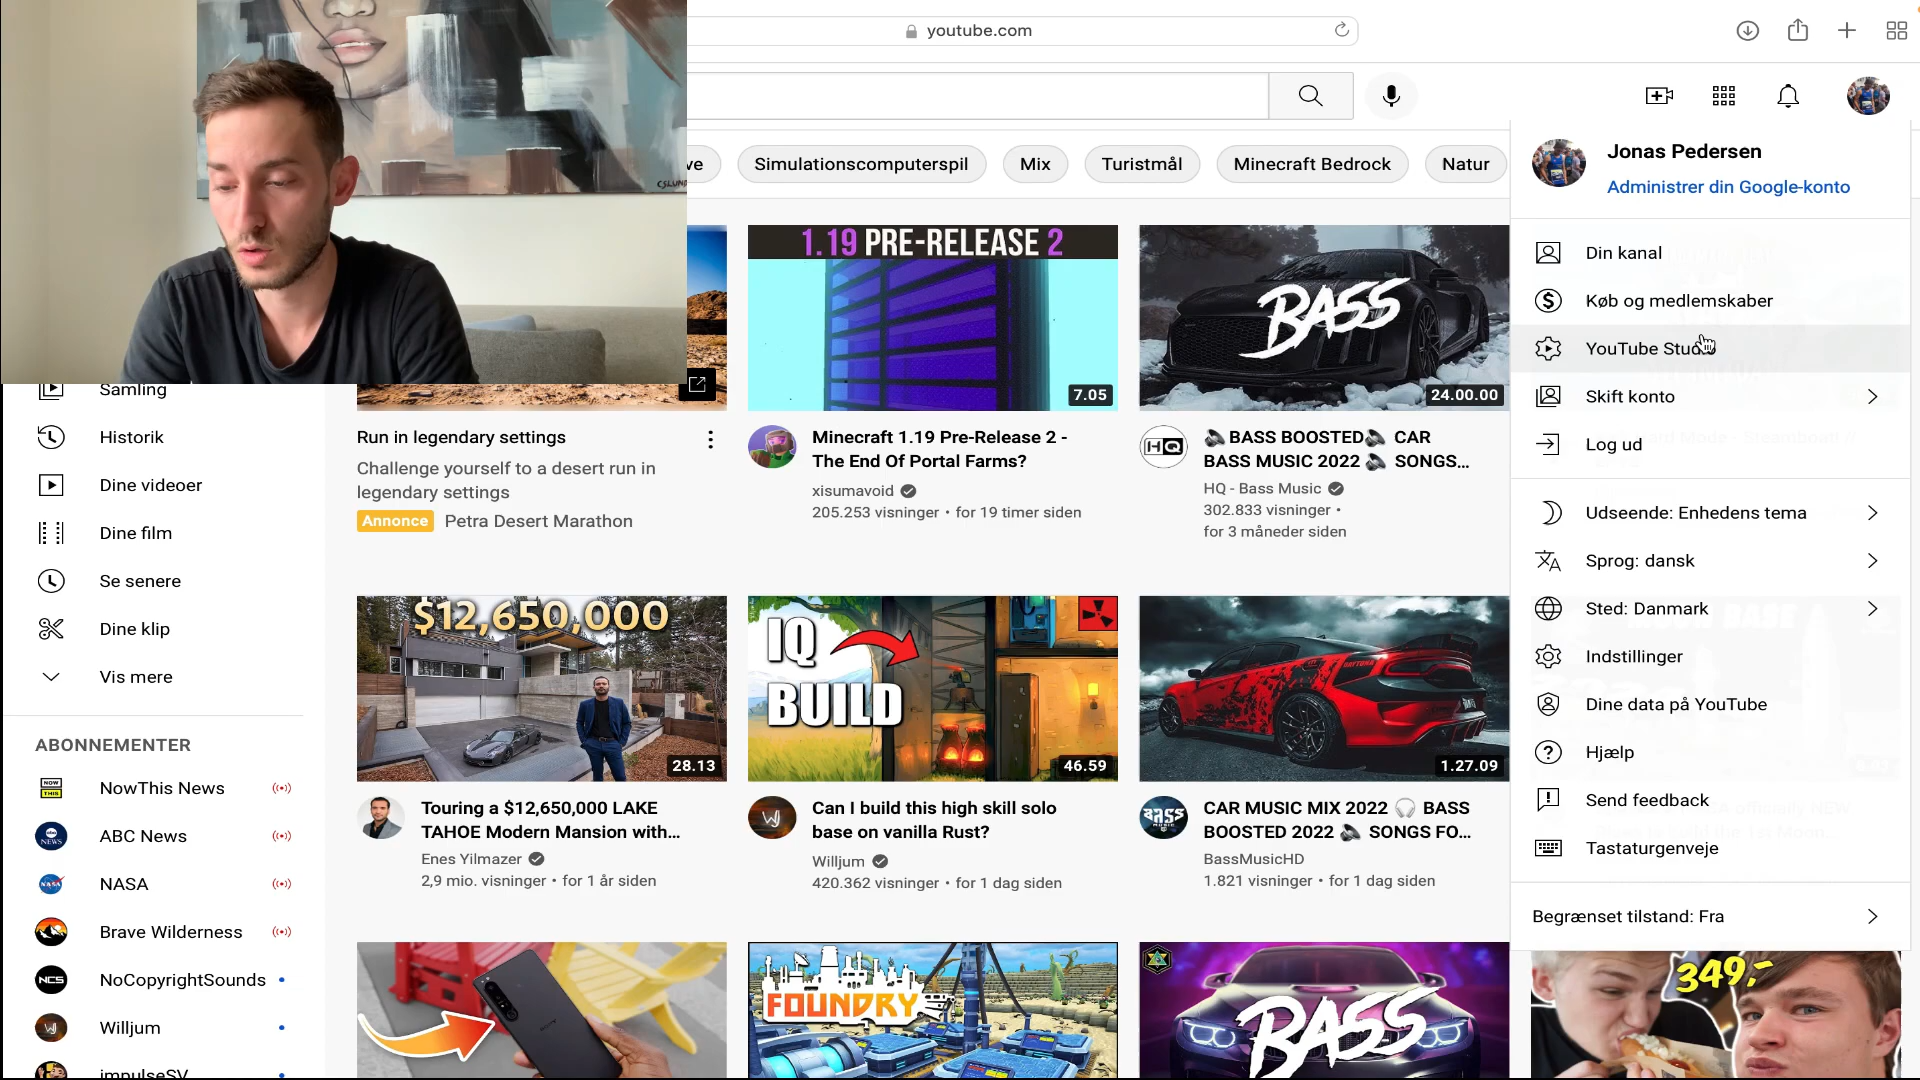 youtube.com
CSLUND
ve
Simulationscomputerspil
Mix
Turistmål
Minecraft Bedrock
Natur
Jonas Pedersen
Administrer din Google-konto
Din kanal
Køb og medlemskaber
YouTube Studio
Skift konto
Log ud
Udseende: Enhedens tema
Sprog: dansk
Sted: Danmark
Indstillinger
Dine data på YouTube
Hjælp
Send feedback
Tastaturgenveje
Begrænset tilstand: Fra
Samling
Historik
Dine videoer
Dine film
Se senere
Dine klip
Vis mere
ABONNEMENTER
NowThis News
ABC News
NASA
Brave Wilderness
NoCopyrightSounds
Willjum
impulseSV
Run in legendary settings
Challenge yourself to a desert run in
legendary settings
Annonce Petra Desert Marathon
1.19 PRE-RELEASE 2
7.05
Minecraft 1.19 Pre-Release 2 -
The End Of Portal Farms?
xisumavoid
205.253 visninger • for 19 timer siden
BASS
24.00.00
HQ
BASS BOOSTED CAR
BASS MUSIC 2022 SONGS...
HQ - Bass Music
302.833 visninger •
for 3 måneder siden
$12,650,000
28.13
Touring a $12,650,000 LAKE
TAHOE Modern Mansion with...
Enes Yilmazer
2,9 mio. visninger • for 1 år siden
IQ
BUILD
46.59
Can I build this high skill solo
base on vanilla Rust?
Willjum
420.362 visninger • for 1 dag siden
1.27.09
CAR MUSIC MIX 2022 BASS
BOOSTED 2022 SONGS FO...
BassMusicHD
1.821 visninger • for 1 dag siden
FOUNDRY
BASS
349,-